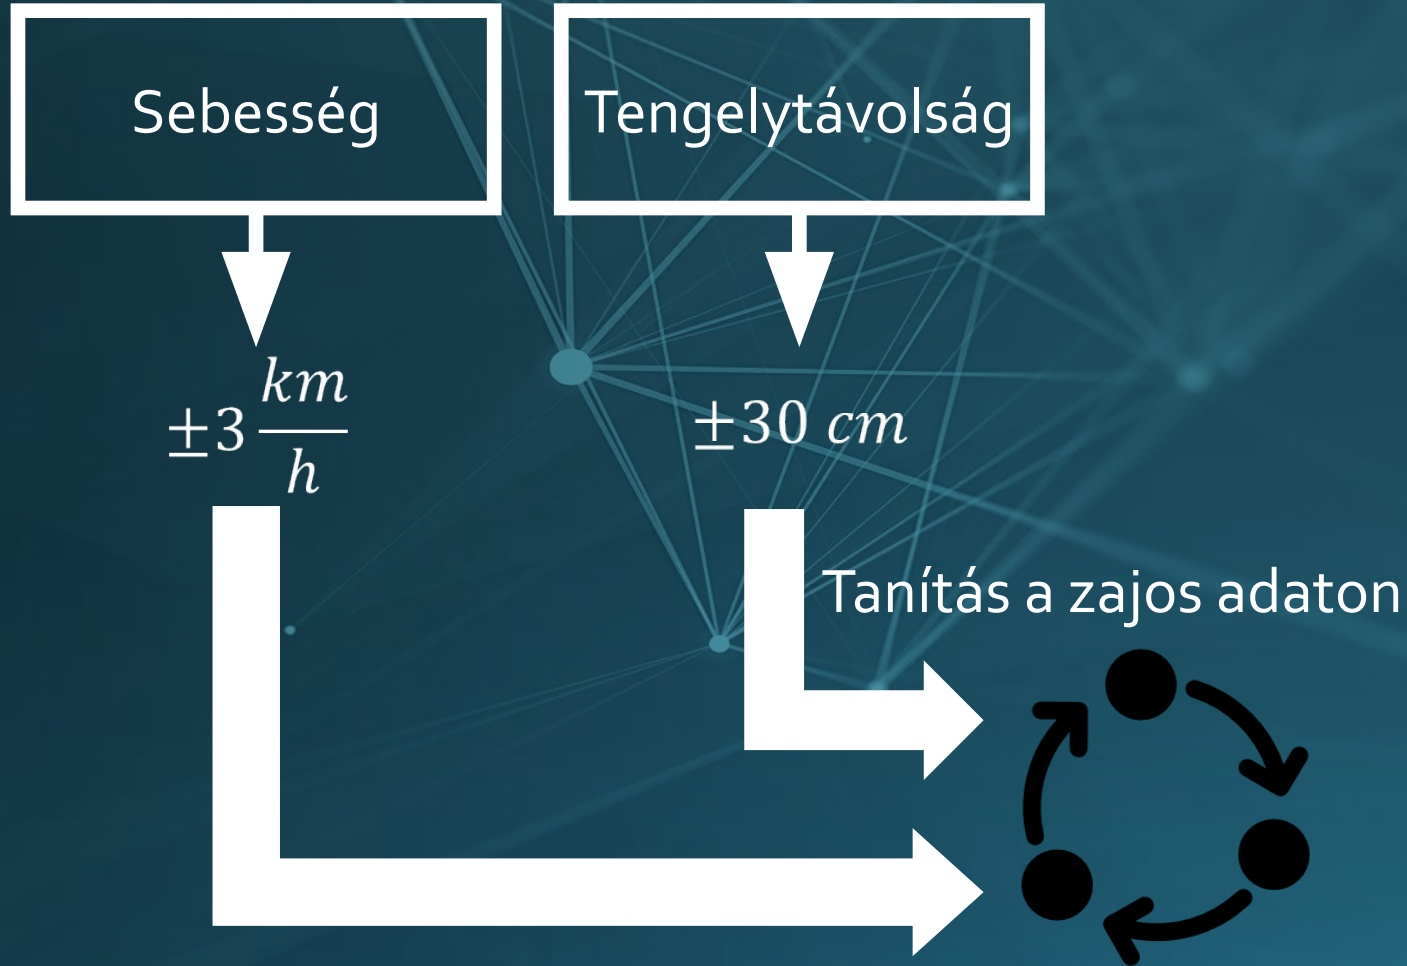 Sebesség
Tengelytávolság
±3 km/h
±30 cm
Tanítás a zajos adaton